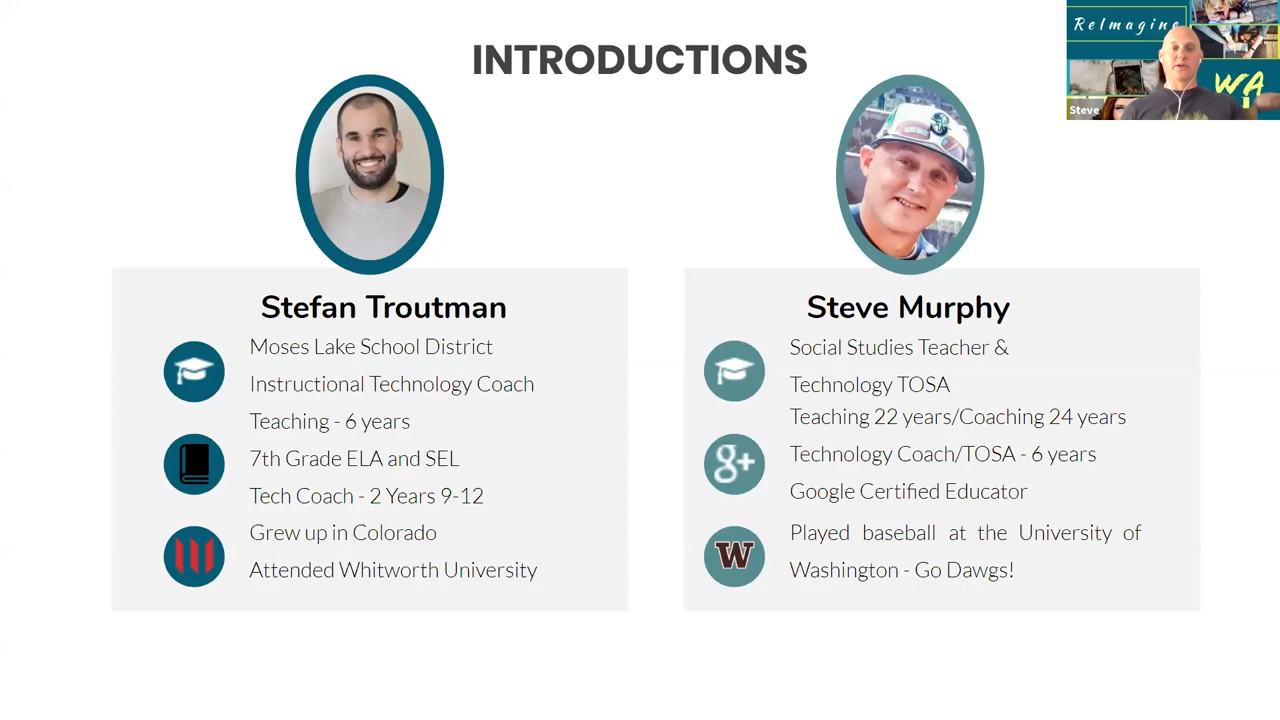 INTRODUCTIONS
ReImagine
WA
Steve
Stefan Troutman
Moses Lake School District
Instructional Technology Coach
Teaching - 6 years
7th Grade ELA and SEL
Tech Coach - 2 Years 9-12
Grew up in Colorado
Attended Whitworth University
Steve Murphy
Social Studies Teacher &
Technology TOSA
Teaching 22 years/Coaching 24 years
g+
Technology Coach/TOSA - 6 years
Google Certified Educator
W
Played baseball at the University of
Washington - Go Dawgs!